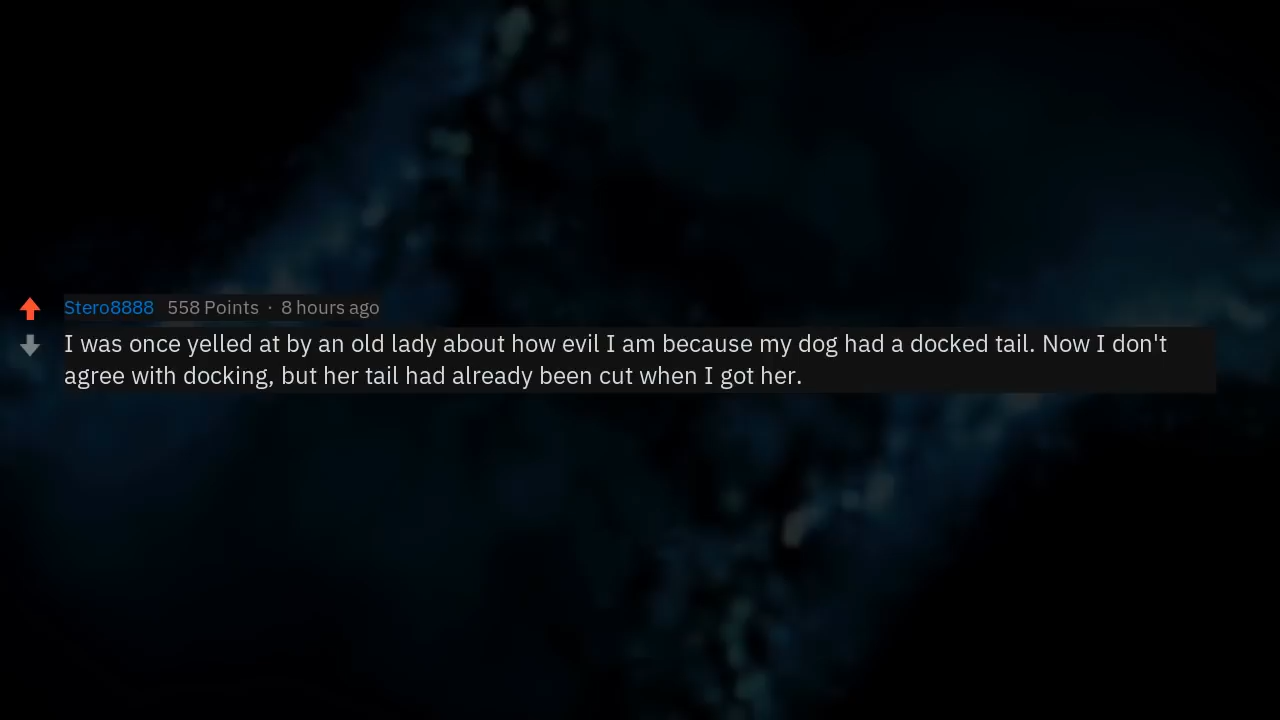 Stero8888 558 Points · 8 hours ago
I was once yelled at by an old lady about how evil I am because my dog had a docked tail. Now I don't
agree with docking, but her tail had already been cut when I got her.